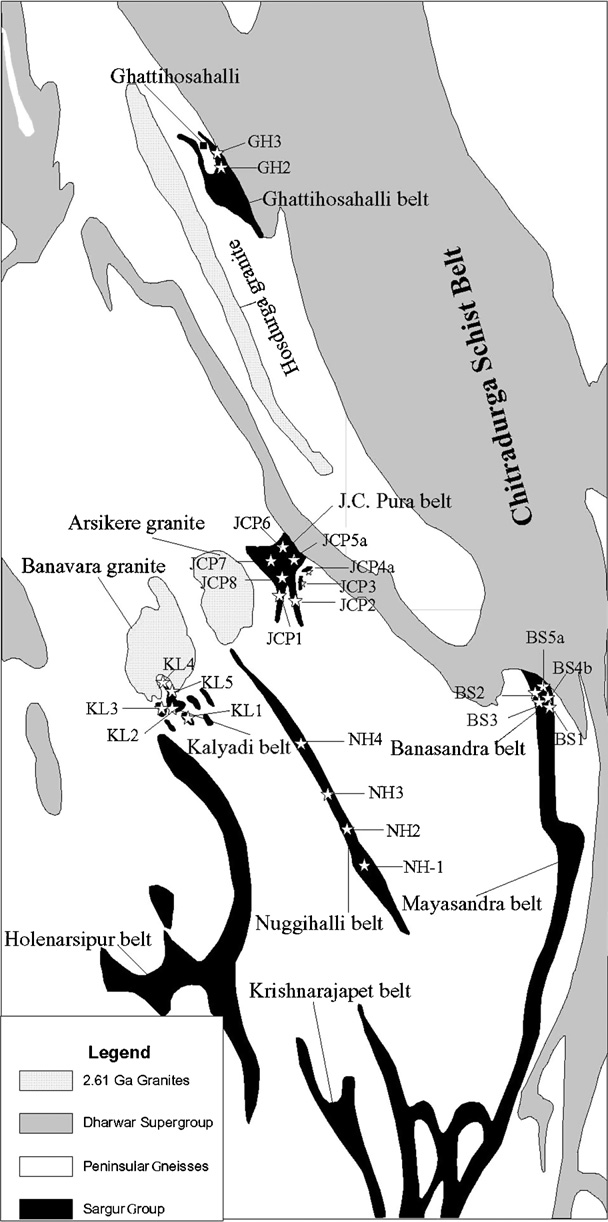 Ghattihosahalli
GH3
GH2
Ghattihosahalli belt
Hosdurga granite
Chitradurga Schist Belt
J.C. Pura belt
JCP6
Arsikere granite
JCP5a
JCP7
JCP4a
Banavara granite
JCP8
JCP3
JCP2
JCP1
BS5a
KL4
BS4b
KL5
BS2
KL3
KL1
BS3
KL2
BS1
Kalyadi belt
NH4
Banasandra belt
NH3
NH2
NH-1
Mayasandra belt
Nuggihalli belt
Holenarsipur belt
Krishnarajapet belt
Legend
2.61 Ga Granites
Dharwar Supergroup
Peninsular Gneisses
Sargur Group